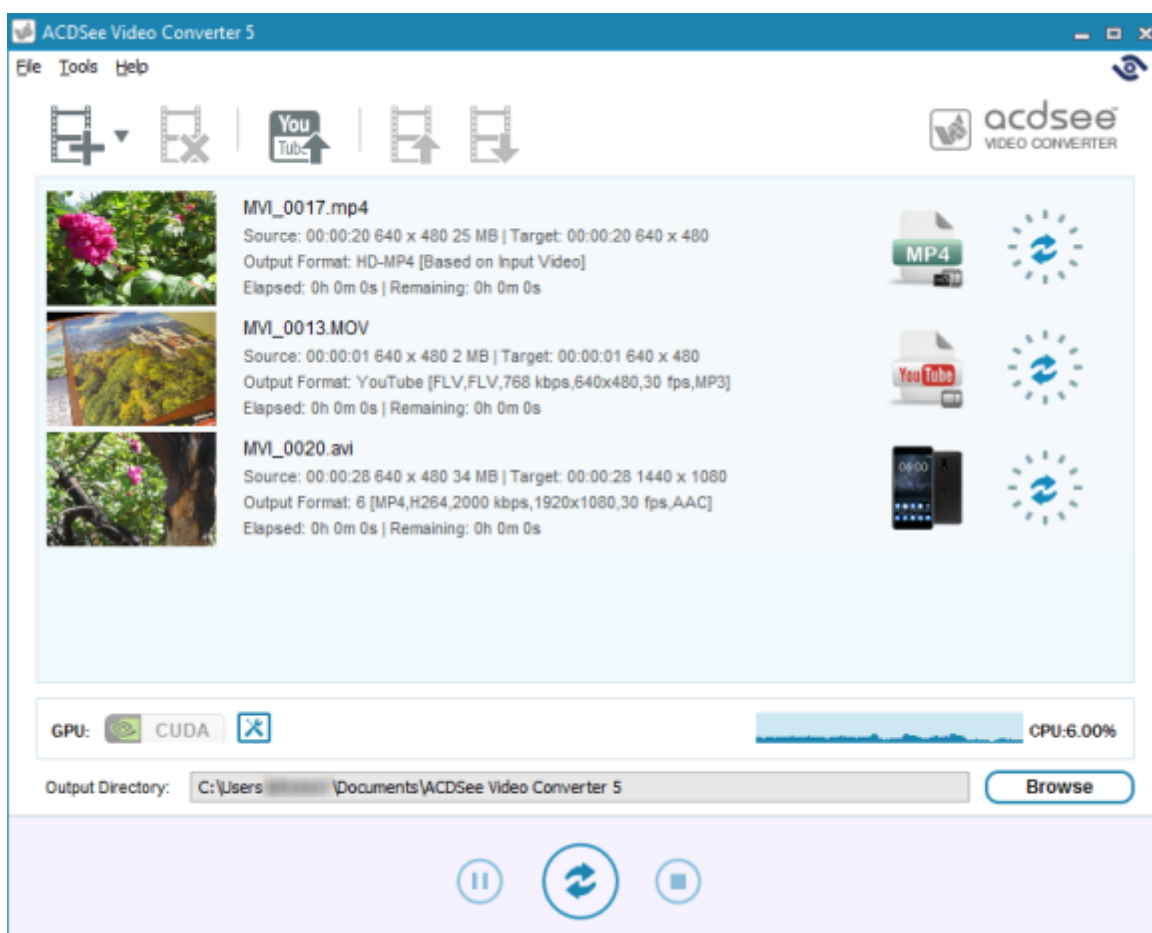 ACDSee Video Converter 5
File Tools Help
You
Tube
acdsee
VIDEO CONVERTER
MVI_0017.mp4
Source: 00:00:20 640 x 480 25 MB | Target: 00:00:20 640 x 480
Output Format: HD-MP4 [Based on Input Video]
Elapsed: 0h 0m 0s | Remaining: 0h 0m 0s
MP4
MVI_0013.MOV
Source: 00:00:01 640 x 480 2 MB | Target: 00:00:01 640 x 480
Output Format: YouTube [FLV,FLV,768 kbps,640x480,30 fps,MP3]
Elapsed: 0h 0m 0s | Remaining: 0h 0m 0s
You Tube
MVI_0020.avi
Source: 00:00:28 640 x 480 34 MB | Target: 00:00:28 1440 x 1080
Output Format: 6 [MP4,H264,2000 kbps,1920x1080,30 fps,AAC]
Elapsed: 0h 0m 0s | Remaining: 0h 0m 0s
06:00
GPU: CUDA
CPU:6.00%
Output Directory: C:\Users \Documents\ACDSee Video Converter 5
Browse